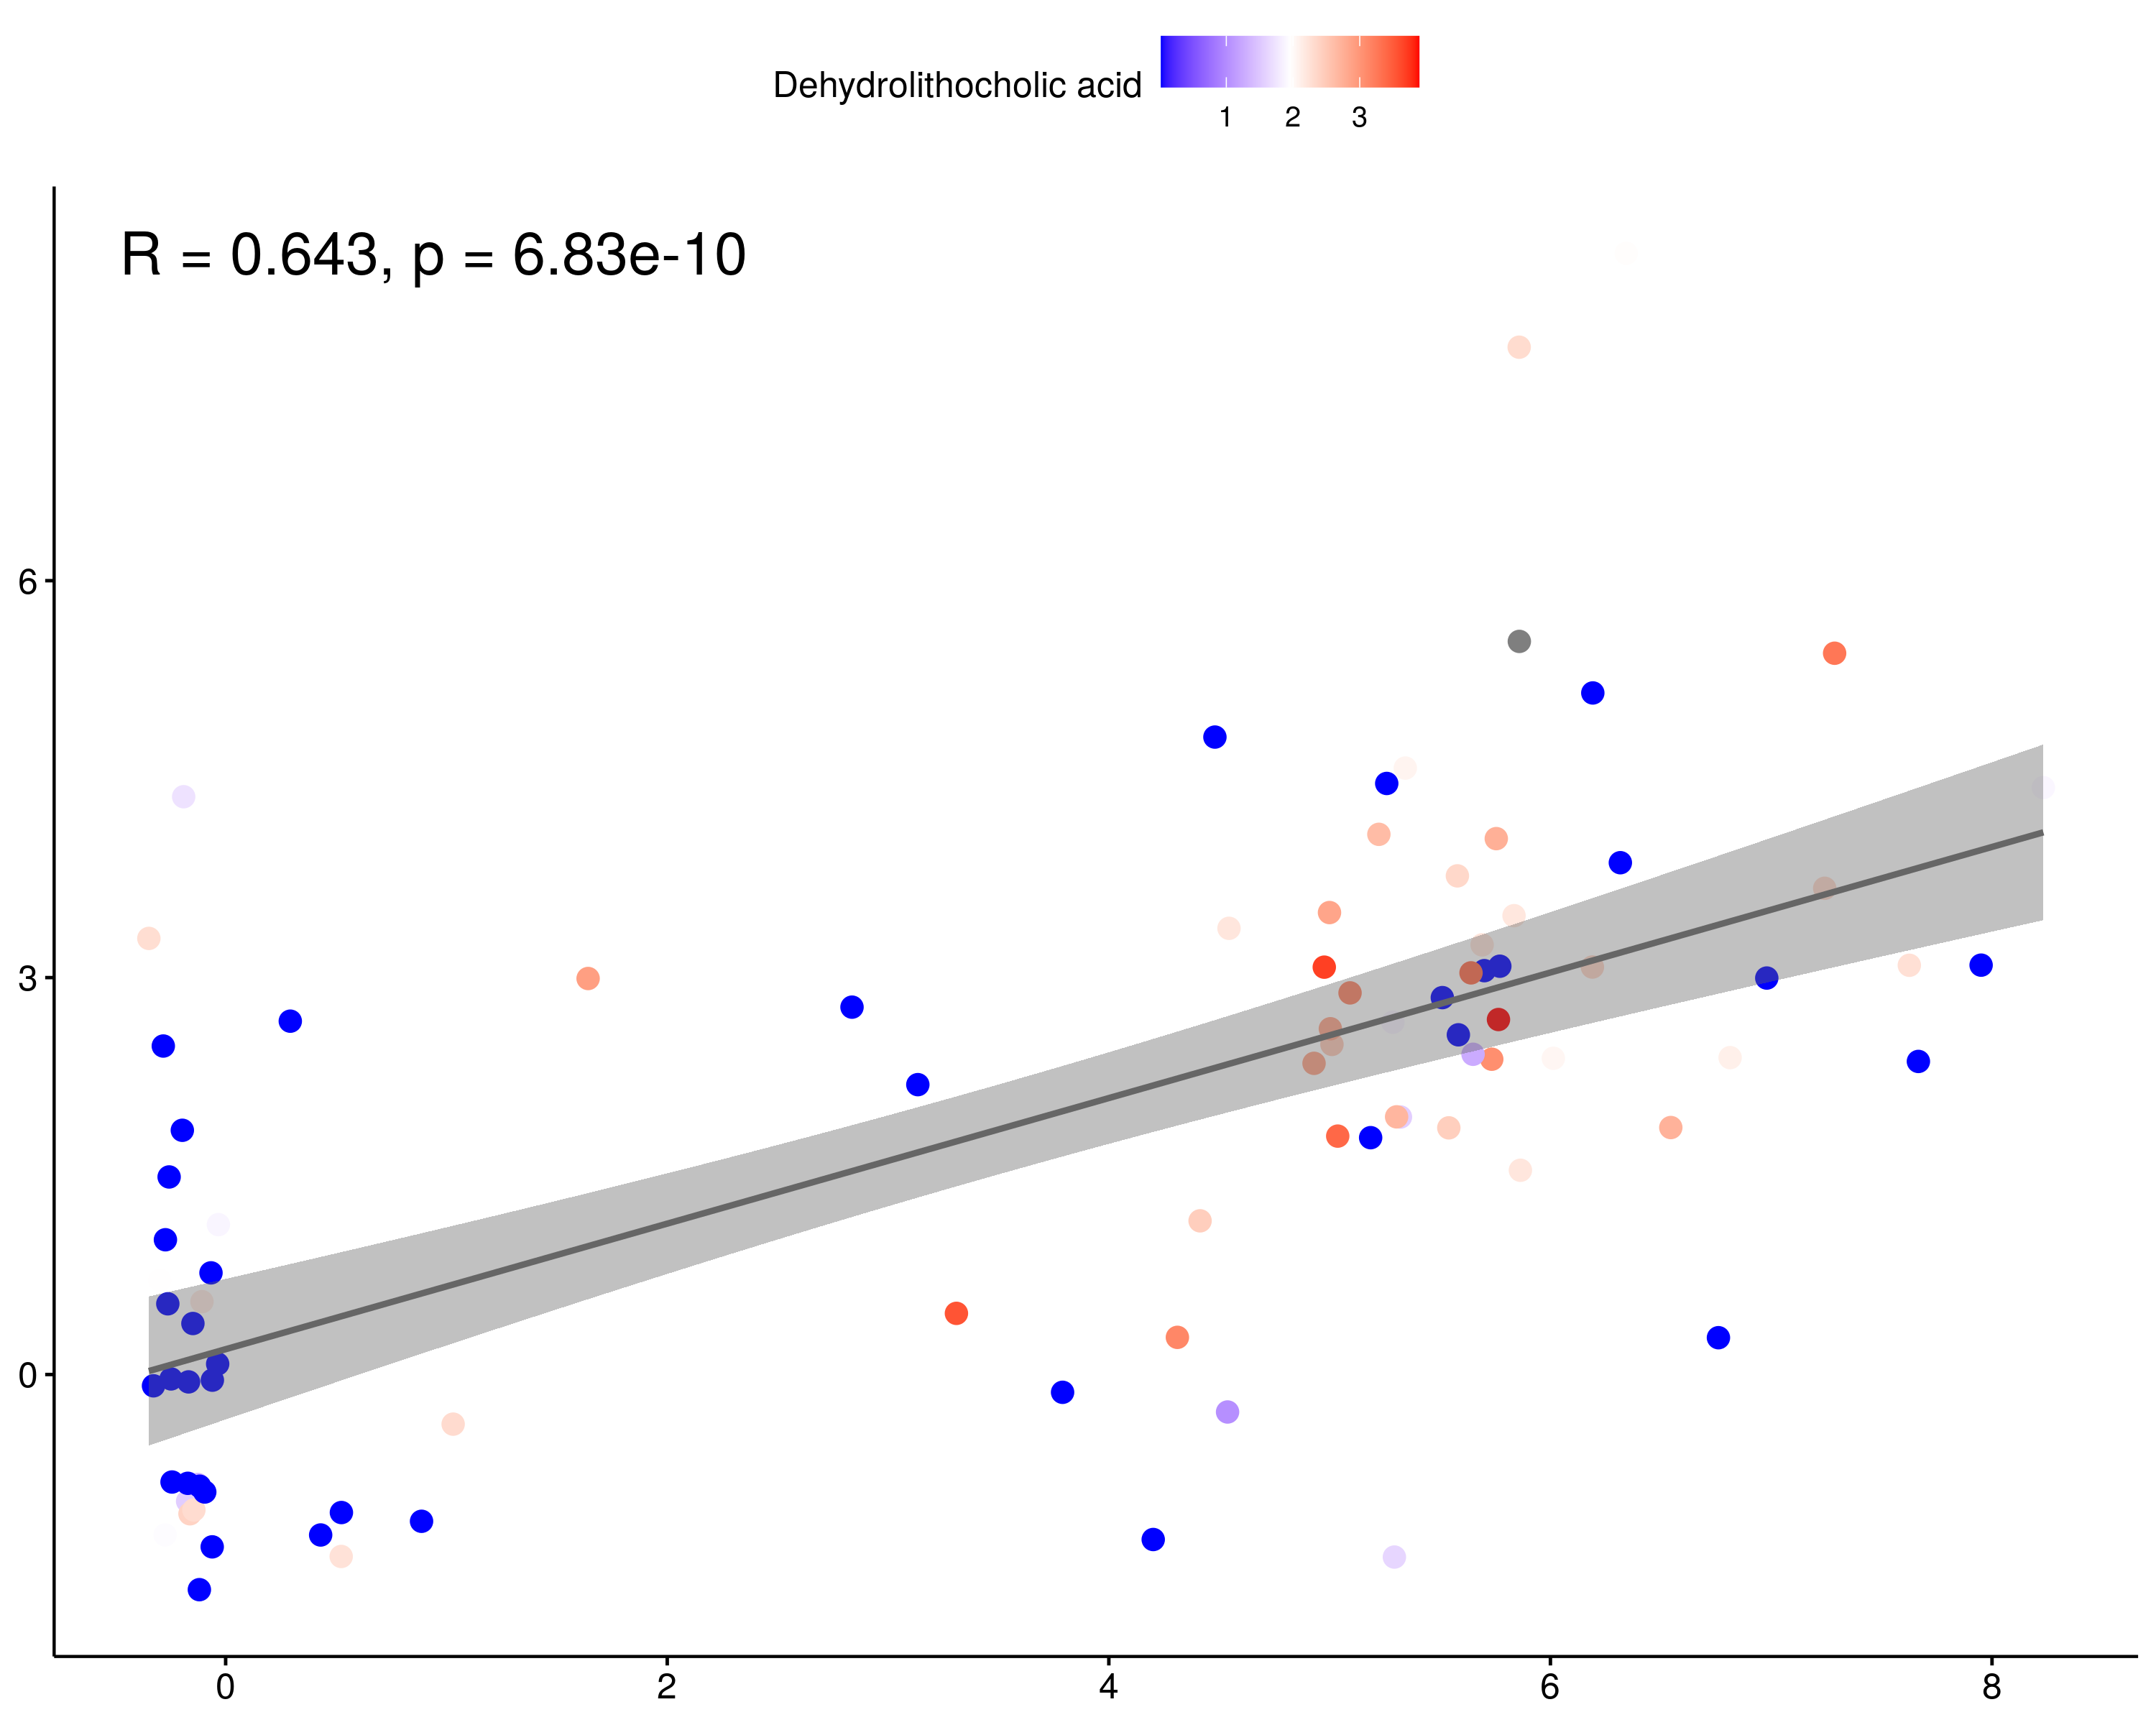 Dehydrolithocholic acid
1 2 3
R = 0.643, p = 6.83e-10
6
3
0
0 2 4 6 8